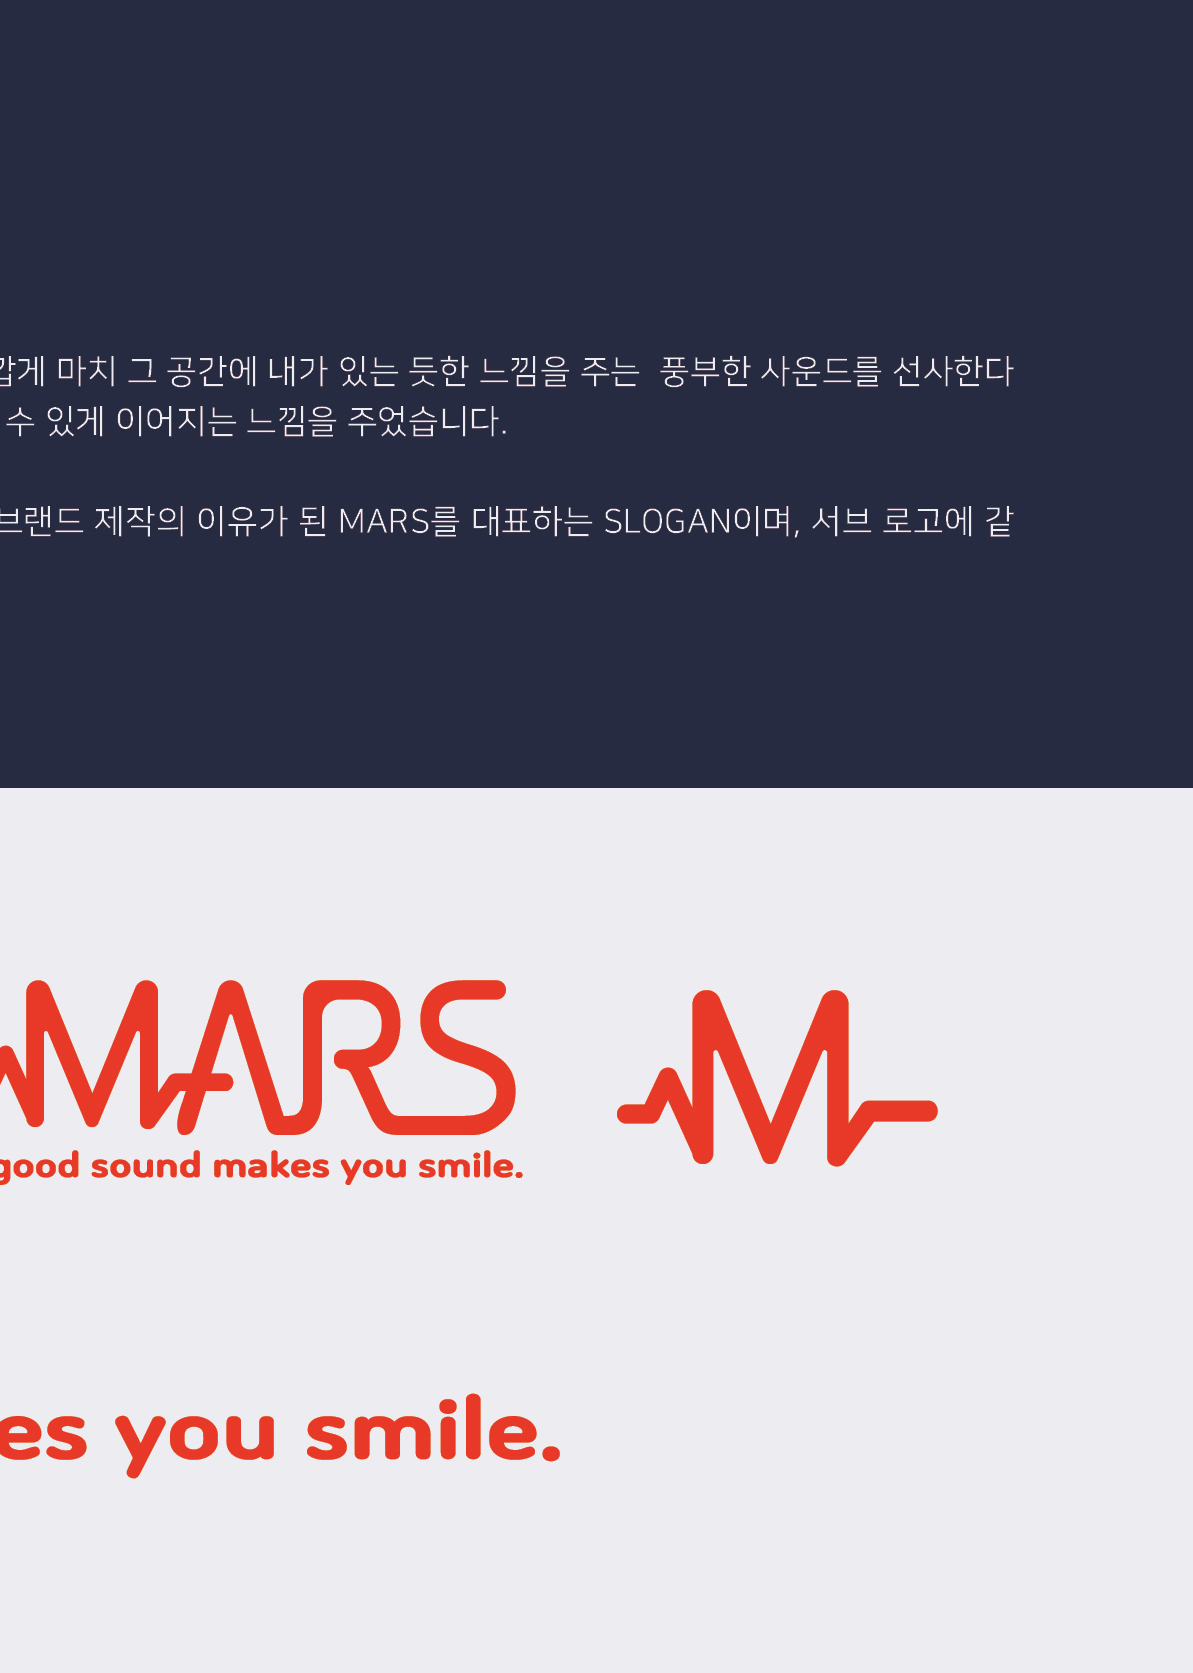 깝게 마치 그 공간에 내가 있는 듯한 느낌을 주는 풍부한 사운드를 선사한다
수 있게 이어지는 느낌을 주었습니다.
브랜드 제작의 이유가 된 MARS를 대표하는 SLOGAN이며, 서브 로고에 같
MARS
M
good sound makes you smile.
es you smile.